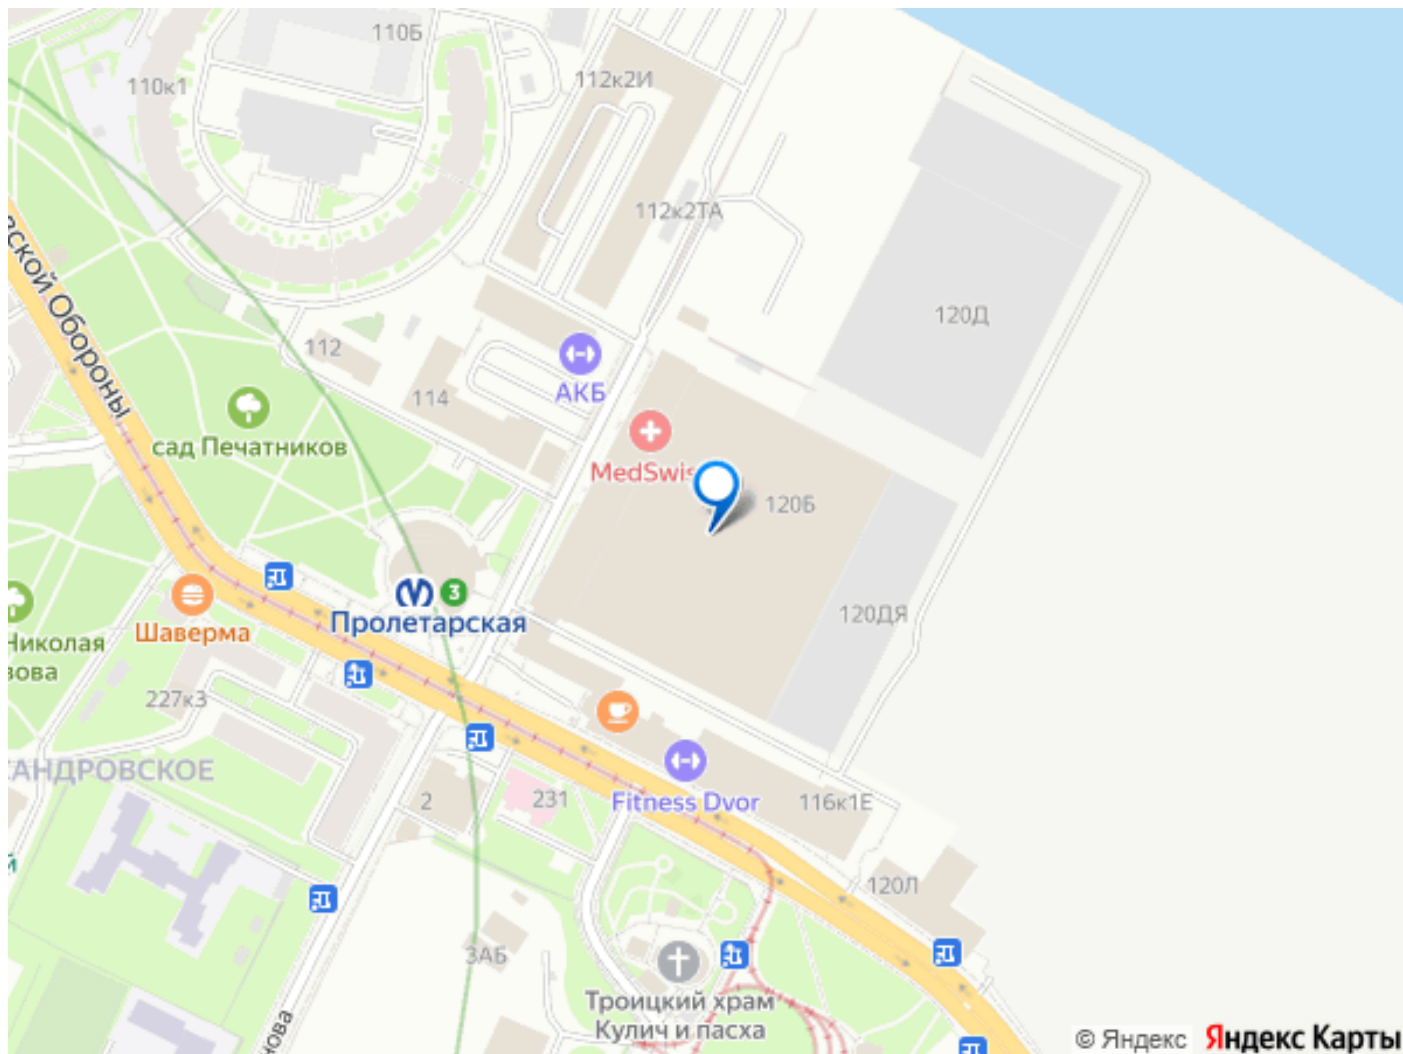 110Б
110к1
112к2И
112к2ТА
ской Обороны
120Д
112
114
АКБ
сад Печатников
MedSwis
120Б
120ДЯ
3
Пролетарская
Шаверма
Николая
227к3
АНДРОВСКОЕ
2
231
Fitness Dvor
116к1Е
120Л
3АБ
Троицкий храм
Кулич и пасха
нова
© Яндекс Яндекс Карты